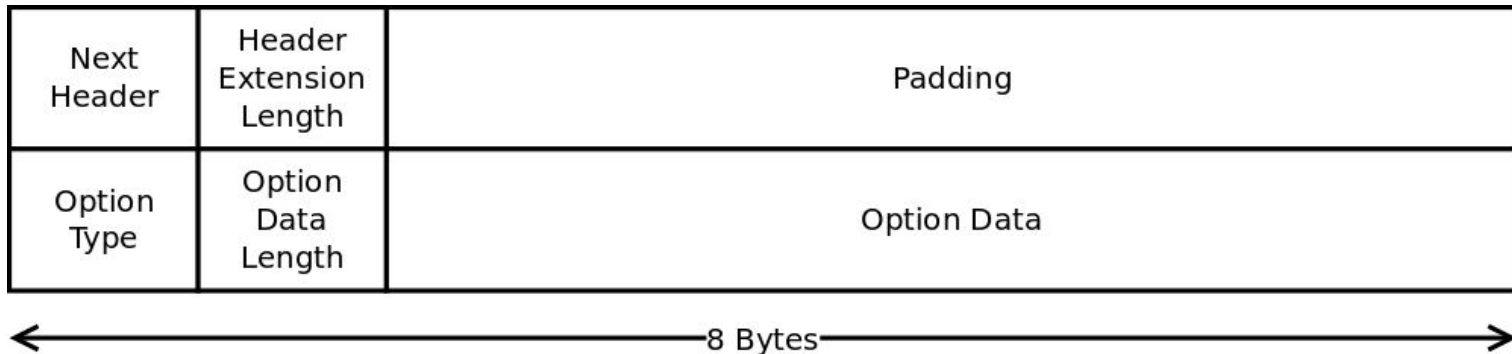 Next
Header
Header
Extension
Length
Padding
Option
Type
Option
Data
Length
Option Data
8 Bytes